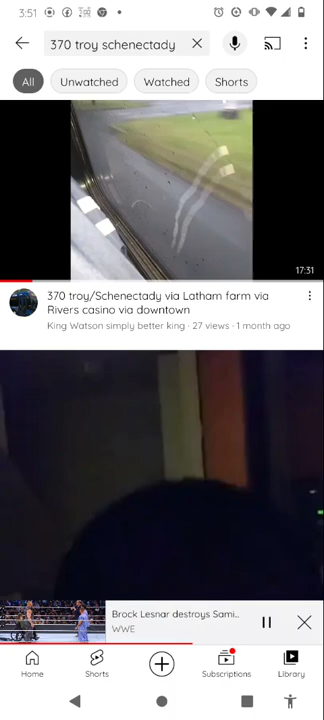 3:51
370 troy schenectady
All
Unwatched
Watched
Shorts
17:31
370 troy/Schenectady via Latham farm via
Rivers casino via downtown
King Watson simply better king · 27 views · 1 month ago
Brock Lesnar destroys Sami..
WWE
Home
Shorts
Subscriptions
Library